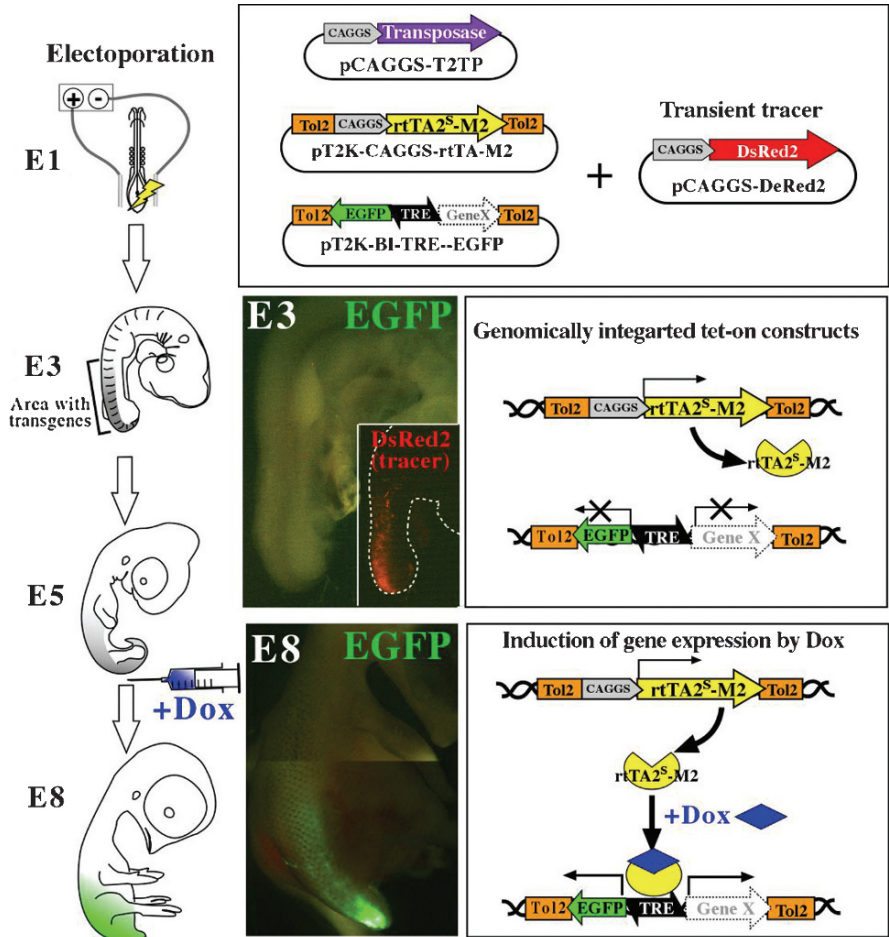 Electoporation
+ -
E1
E3
Area with
transgenes
E5
+Dox
E8
CAGGS Transposase
pCAGGS-T2TP
Tol2 CAGGS rtTA2S-M2 Tol2
pT2K-CAGGS-rtTA-M2
Tol2 EGFP TRE GeneX Tol2
pT2K-BI-TRE--EGFP
+
Transient tracer
CAGGS DsRed2
pCAGGS-DeRed2
E3 EGFP
DsRed2
(tracer)
Genomically integarted tet-on constructs
Tol2 CAGGS rtTA2S-M2 Tol2
rtTA2S-M2
Tol2 EGFP TRE Gene X Tol2
E8 EGFP
Induction of gene expression by Dox
Tol2 CAGGS rtTA2S-M2 Tol2
rtTA2S-M2
+Dox
Tol2 EGFP TRE Gene X Tol2